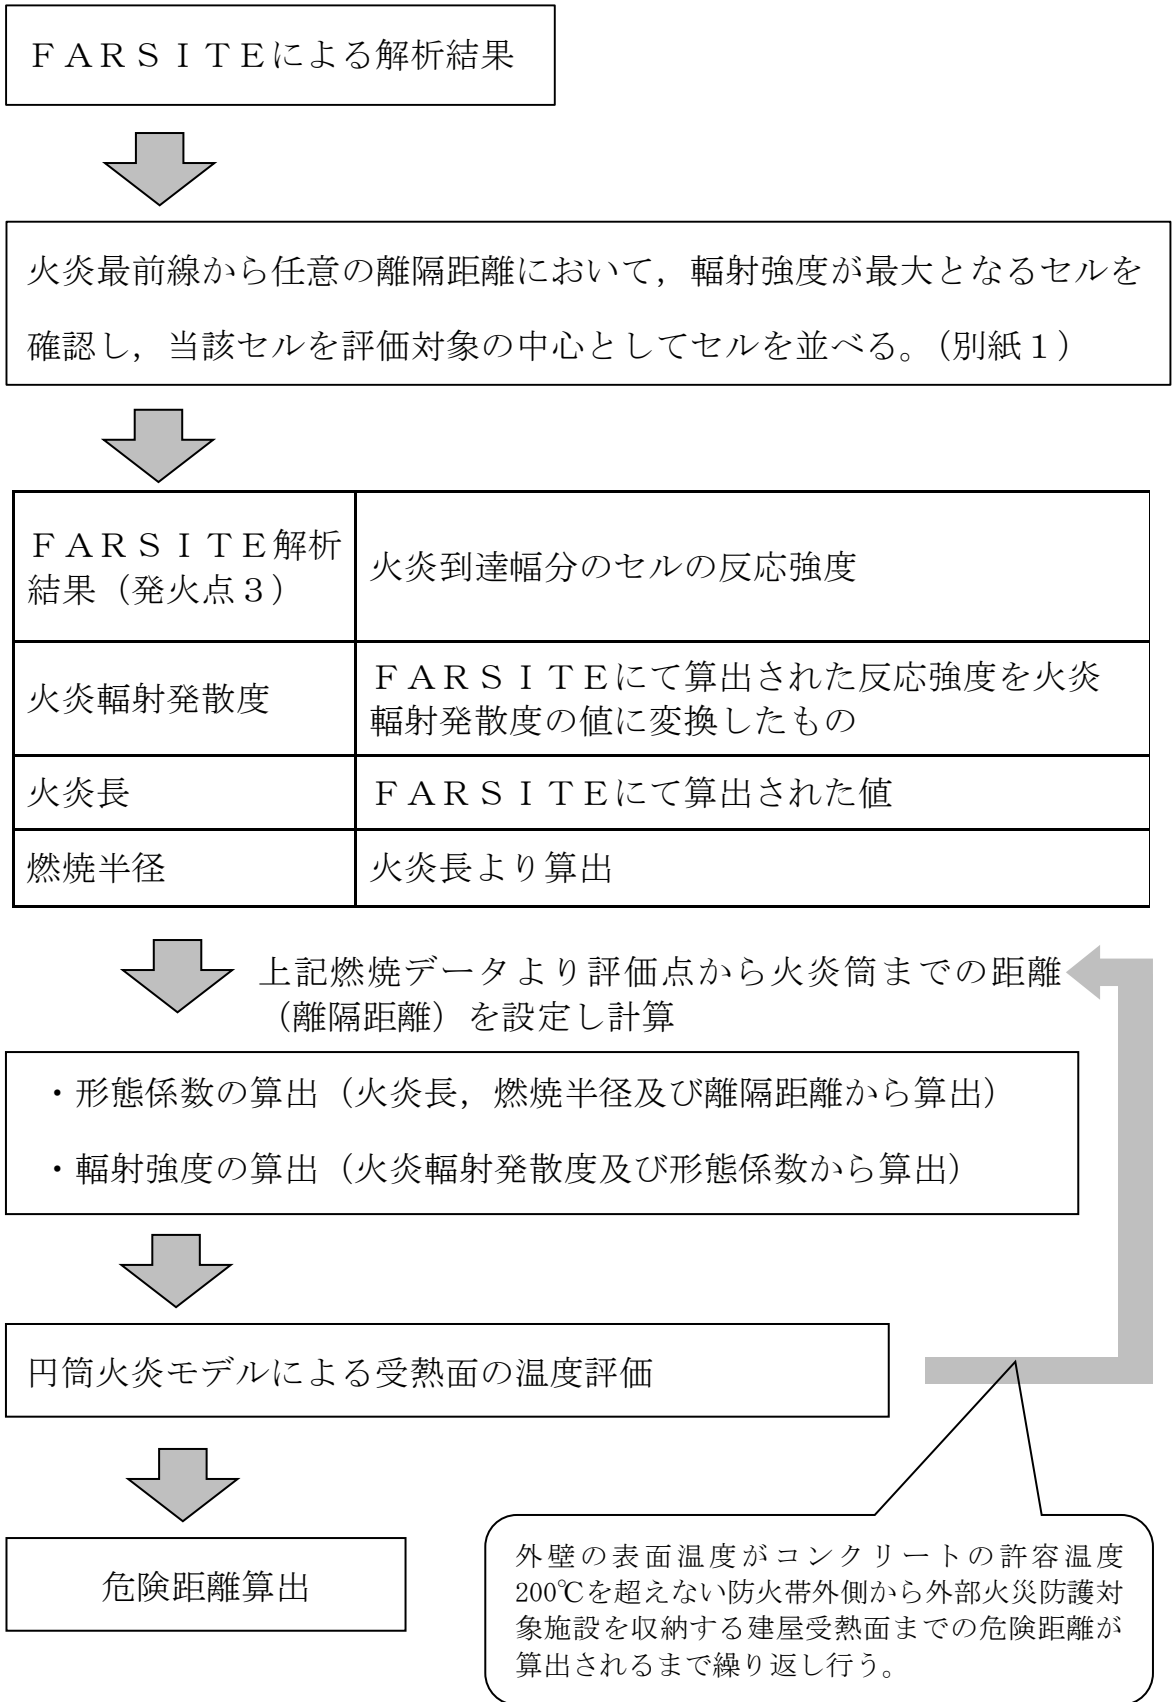 ＦＡＲＳＩＴＥによる解析結果
火炎最前線から任意の離隔距離において，輻射強度が最大となるセルを
確認し，当該セルを評価対象の中心としてセルを並べる。（別紙１）
ＦＡＲＳＩＴＥ解析
結果（発火点３）
火炎到達幅分のセルの反応強度
火炎輻射発散度
ＦＡＲＳＩＴＥにて算出された反応強度を火炎
輻射発散度の値に変換したもの
火炎長
ＦＡＲＳＩＴＥにて算出された値
燃焼半径
火炎長より算出
上記燃焼データより評価点から火炎筒までの距離
（離隔距離）を設定し計算
・形態係数の算出（火炎長，燃焼半径及び離隔距離から算出）
・輻射強度の算出（火炎輻射発散度及び形態係数から算出）
円筒火炎モデルによる受熱面の温度評価
危険距離算出
外壁の表面温度がコンクリートの許容温度
200℃を超えない防火帯外側から外部火災防護対
象施設を収納する建屋受熱面までの危険距離が
算出されるまで繰り返し行う。